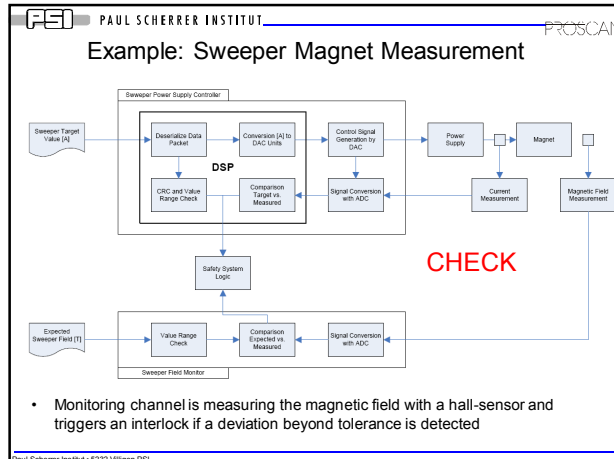 PSI PAUL SCHERRER INSTITUT
PROSCAN
Example: Sweeper Magnet Measurement
Swweeper Power Supply Controller
Sweeper Target
Value [A]
Deserialize Data
Packet
Conversion [A] to
DAC Units
Control Signal
Generation by
DAC
Power
Supply
Magnet
DSP
CRC and Value
Range Check
Comparison
Target vs.
Measured
Signal Conversion
with ADC
Current
Measurement
Magnetic Field
Measurement
CHECK
Safety System
Logic
Expected
Sweeper Field [T]
Value Range
Check
Comparison
Expected vs.
Measured
Signal Conversion
with ADC
Sweeper Field Monitor
• Monitoring channel is measuring the magnetic field with a hall-sensor and
triggers an interlock if a deviation beyond tolerance is detected
Paul Scherrer Institut • 5232 Villigen PSI